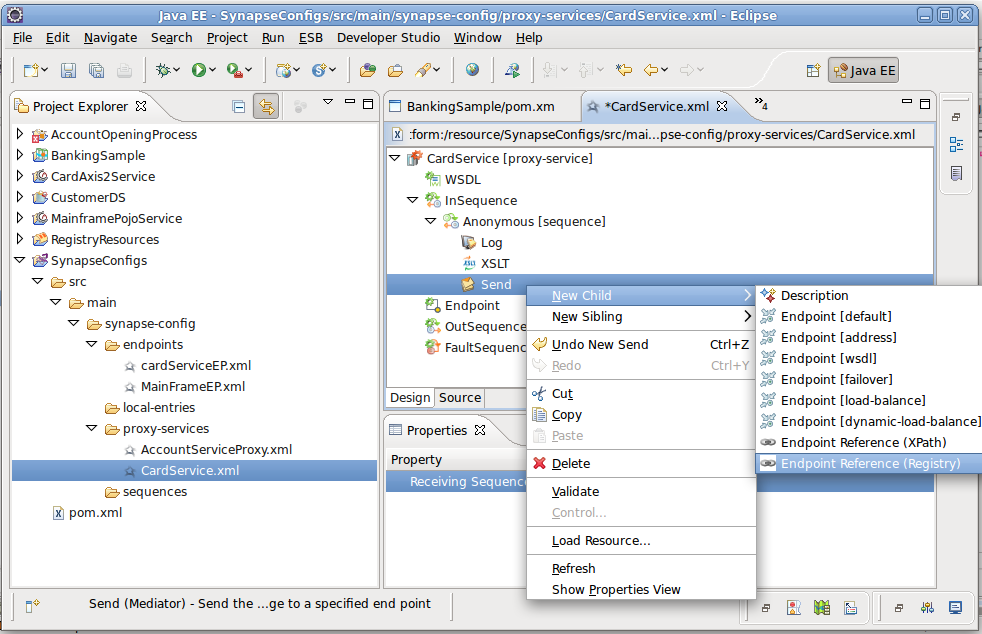 Java EE - SynapseConfigs/src/main/synapse-config/proxy-services/CardService.xml - Eclipse
File Edit Navigate Search Project Run ESB Developer Studio Window Help
Java EE
Project Explorer
AccountOpeningProcess
BankingSample
CardAxis2Service
CustomerDS
MainframePojoService
RegistryResources
SynapseConfigs
src
main
synapse-config
endpoints
cardServiceEP.xml
MainFrameEP.xml
local-entries
proxy-services
AccountServiceProxy.xml
CardService.xml
sequences
pom.xml
BankingSample/pom.xm
*CardService.xml
»4
:form:/resource/SynapseConfigs/src/mai...pse-config/proxy-services/CardService.xml
CardService [proxy-service]
WSDL
InSequence
Anonymous [sequence]
Log
XSLT
Send
Endpoint
OutSequence
FaultSequenc
Design Source
Properties
Property
Receiving Sequenc
New Child
New Sibling
Undo New Send Ctrl+Z
Redo Ctrl+Y
Cut
Copy
Paste
Delete
Validate
Control...
Load Resource...
Refresh
Show Properties View
Description
Endpoint [default]
Endpoint [address]
Endpoint [wsdl]
Endpoint [failover]
Endpoint [load-balance]
Endpoint [dynamic-load-balance]
Endpoint Reference (XPath)
Endpoint Reference (Registry)
Send (Mediator) - Send the ...ge to a specified end point